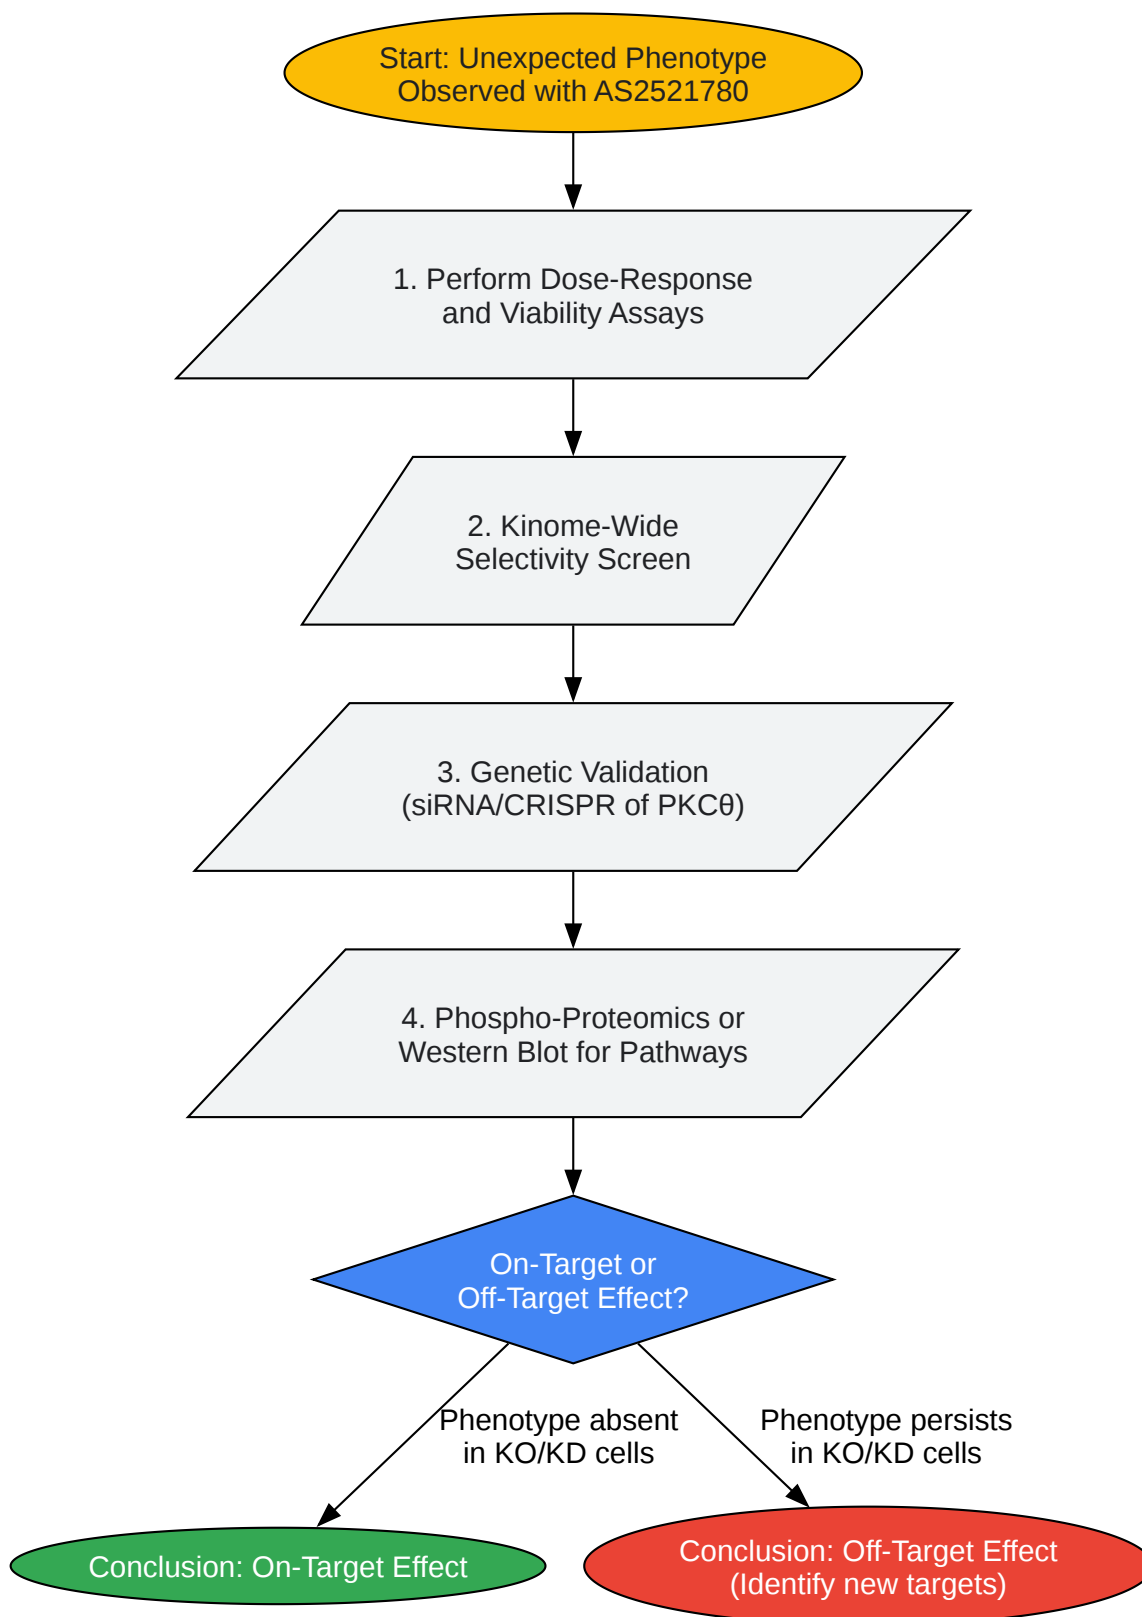 Start: Unexpected Phenotype
Observed with AS2521780
1. Perform Dose-Response
and Viability Assays
2. Kinome-Wide
Selectivity Screen
3. Genetic Validation
(siRNA/CRISPR of PKCθ)
4. Phospho-Proteomics or
Western Blot for Pathways
On-Target or
Off-Target Effect?
Phenotype absent
in KO/KD cells
Phenotype persists
in KO/KD cells
Conclusion: On-Target Effect
Conclusion: Off-Target Effect
(Identify new targets)